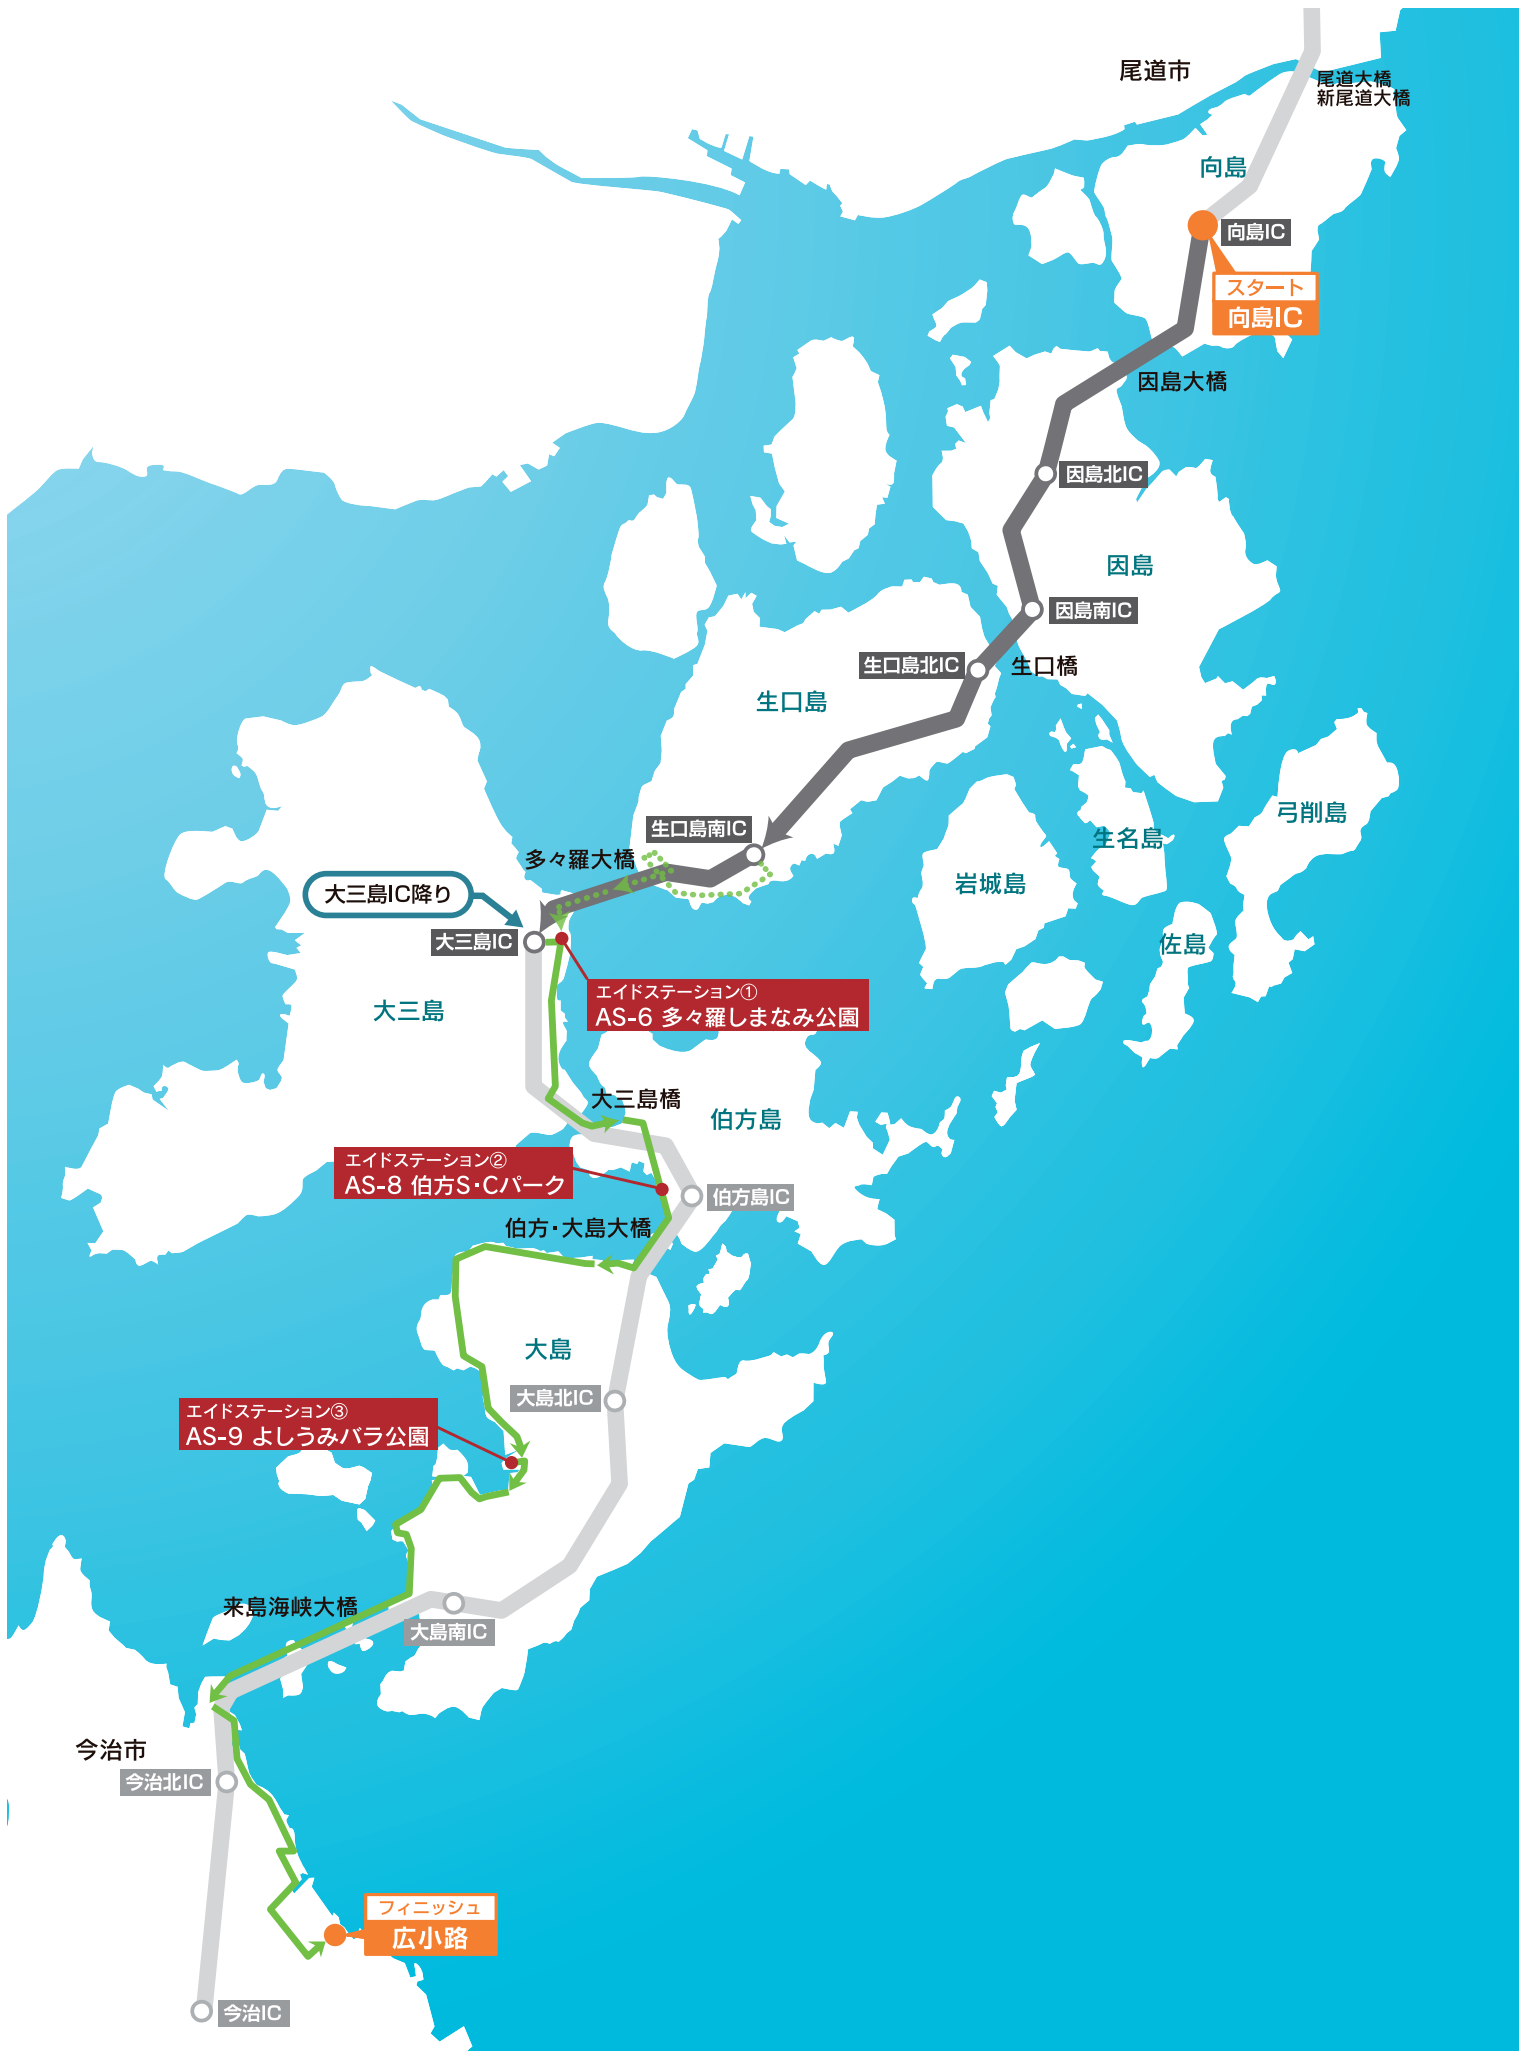 尾道市
尾道大橋
新尾道大橋
向島
向島IC
スタート
向島IC
因島大橋
因島北IC
因島
因島南IC
生口島北IC
生口橋
生口島
弓削島
生口島南IC
生名島
多々羅大橋
岩城島
大三島IC降り
大三島IC
佐島
エイドステーション①
AS-6 多々羅しまなみ公園
大三島
大三島橋
伯方島
エイドステーション②
AS-8 伯方S・Cパーク
伯方島IC
伯方・大島大橋
大島
大島北IC
エイドステーション③
AS-9 よしうみバラ公園
来島海峡大橋
大島南IC
今治市
今治北IC
フィニッシュ
広小路
今治IC